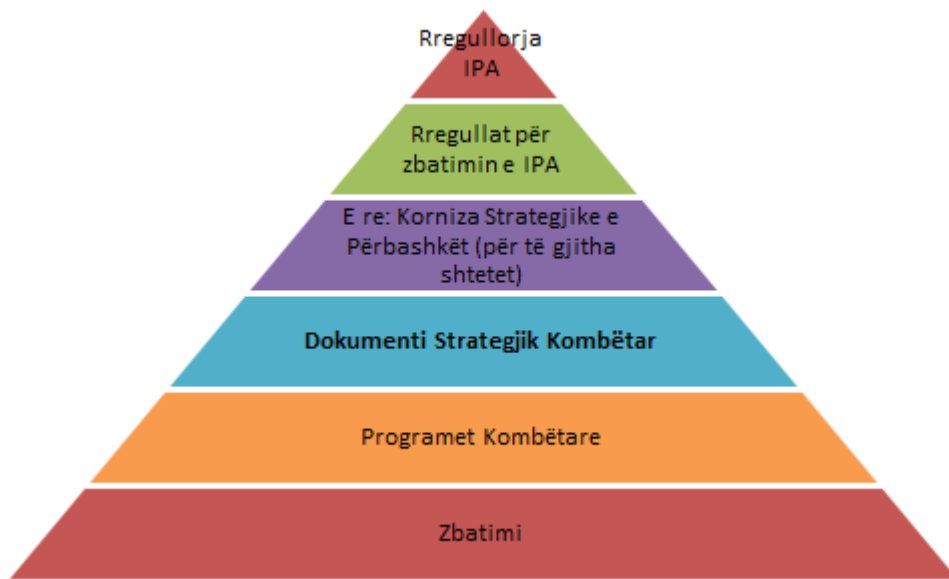 Rregullorja
IPA
Rregullat për
zbatimin e IPA
E re: Korniza Strategjike e
Përbashkët (për të gjitha
shtetet)
Dokumenti Strategjik Kombëtar
Programet Kombëtare
Zbatimi